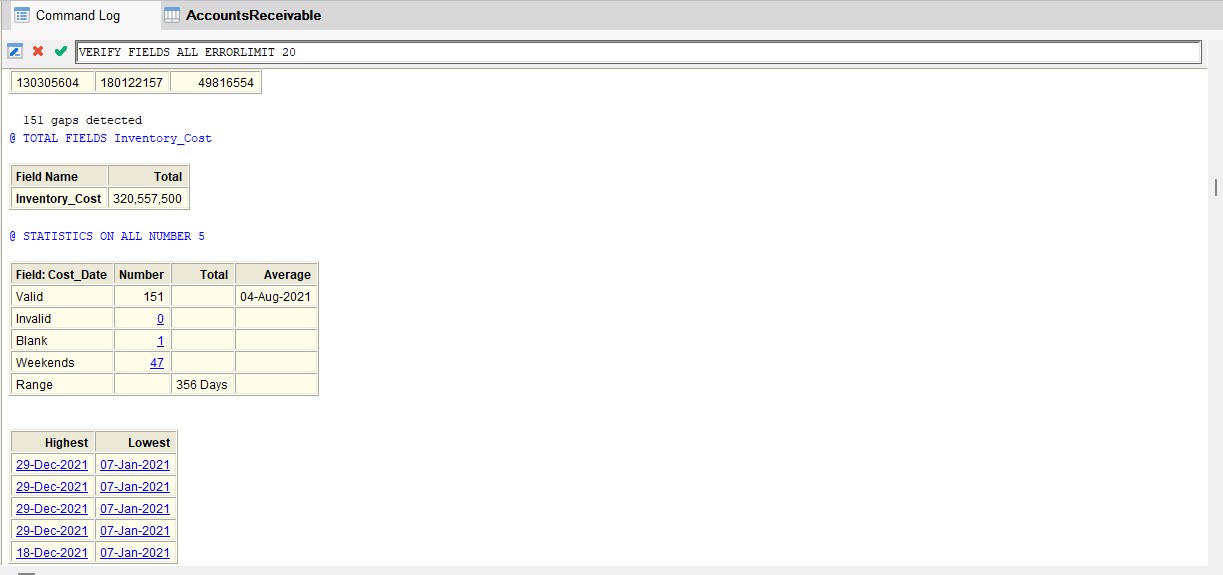 Command Log AccountsReceivable
VERIFY FIELDS ALL ERRORLIMIT 20
130305604 180122157 49816554
151 gaps detected
@ TOTAL FIELDS Inventory_Cost
Field Name Total
Inventory_Cost 320,557,500
@ STATISTICS ON ALL NUMBER 5
Field: Cost_Date Number Total Average
Valid 151 04-Aug-2021
Invalid 0
Blank 1
Weekends 47
Range 356 Days
Highest Lowest
29-Dec-2021 07-Jan-2021
29-Dec-2021 07-Jan-2021
29-Dec-2021 07-Jan-2021
29-Dec-2021 07-Jan-2021
18-Dec-2021 07-Jan-2021